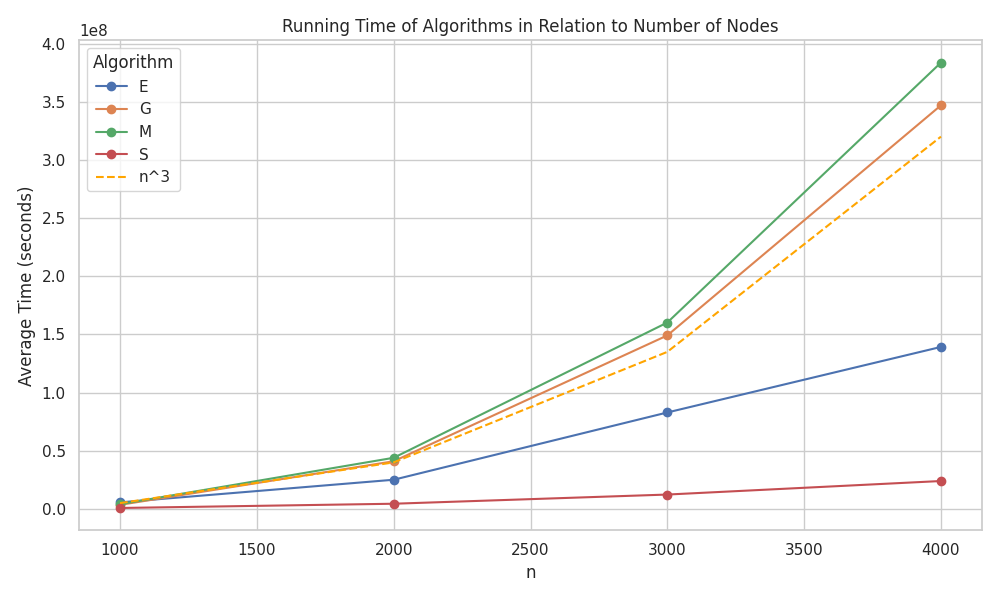 Running Time of Algorithms in Relation to Number of Nodes
1e8
4.0
3.5
3.0
2.5
2.0
1.5
1.0
0.5
0.0
Average Time (seconds)
Algorithm
E
G
M
S
n^3
1000 1500 2000 2500 3000 3500 4000
n